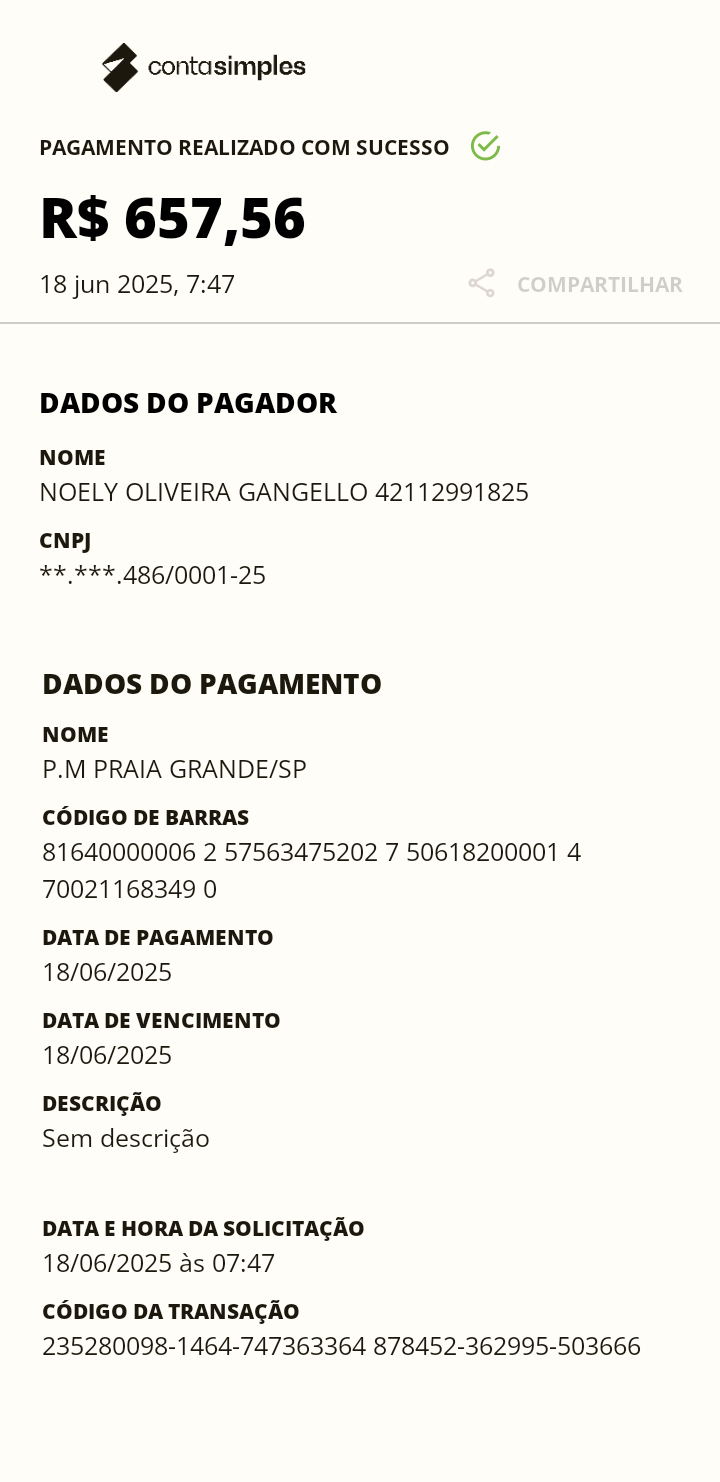 contasimples
PAGAMENTO REALIZADO COM SUCESSO
R$ 657,56
18 jun 2025, 7:47
COMPARTILHAR
DADOS DO PAGADOR
NOME
NOELY OLIVEIRA GANGELLO 42112991825
CNPJ
**.***.486/0001-25
DADOS DO PAGAMENTO
NOME
P.M PRAIA GRANDE/SP
CÓDIGO DE BARRAS
81640000006 2 57563475202 7 50618200001 4
70021168349 0
DATA DE PAGAMENTO
18/06/2025
DATA DE VENCIMENTO
18/06/2025
DESCRIÇÃO
Sem descrição
DATA E HORA DA SOLICITAÇÃO
18/06/2025 às 07:47
CÓDIGO DA TRANSAÇÃO
235280098-1464-747363364 878452-362995-503666